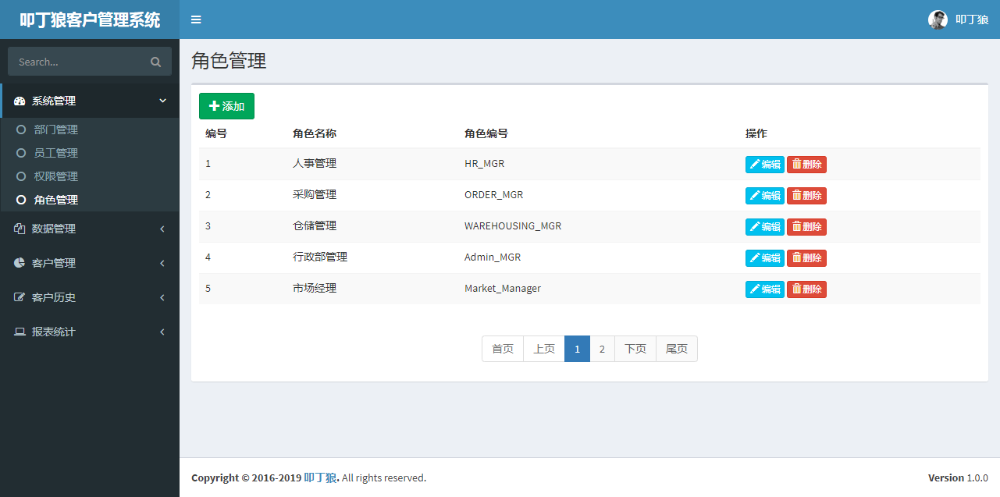 叩丁狼客户管理系统
叩丁狼
Search...
系统管理
部门管理
员工管理
权限管理
角色管理
数据管理
客户管理
客户历史
报表统计
角色管理
添加
编号 角色名称 角色编号 操作
1 人事管理 HR_MGR 编辑 删除
2 采购管理 ORDER_MGR 编辑 删除
3 仓储管理 WAREHOUSING_MGR 编辑 删除
4 行政部管理 Admin_MGR 编辑 删除
5 市场经理 Market_Manager 编辑 删除
首页 上页 1 2 下页 尾页
Copyright © 2016-2019 叩丁狼. All rights reserved.
Version 1.0.0